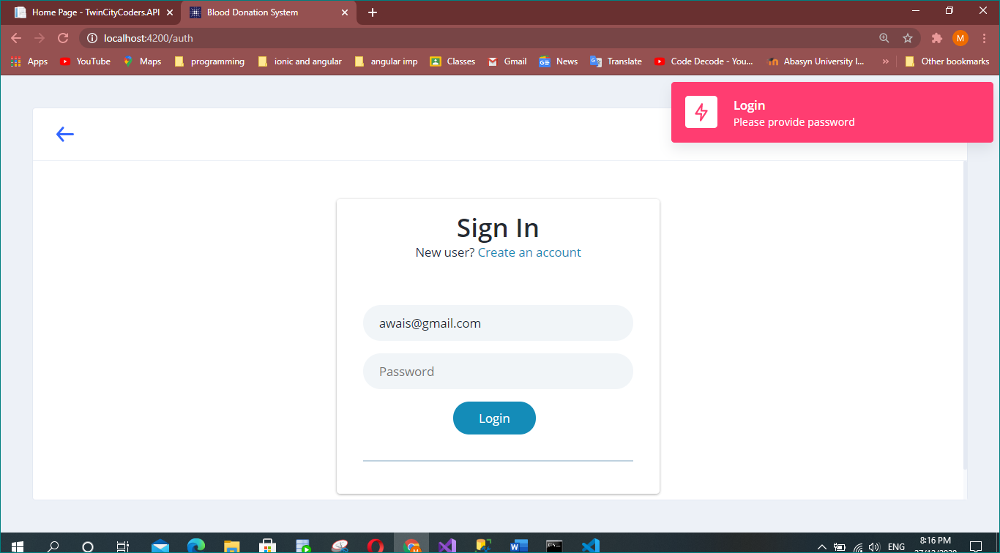 Home Page - TwinCityCoders.API
Blood Donation System
localhost:4200/auth
M
Apps
YouTube
Maps
programming
ionic and angular
angular imp
Classes
Gmail
News
Translate
Code Decode - You...
Abasyn University I...
»
Other bookmarks
Login
Please provide password
Sign In
New user? Create an account
awais@gmail.com
Password
Login
ENG
8:16 PM